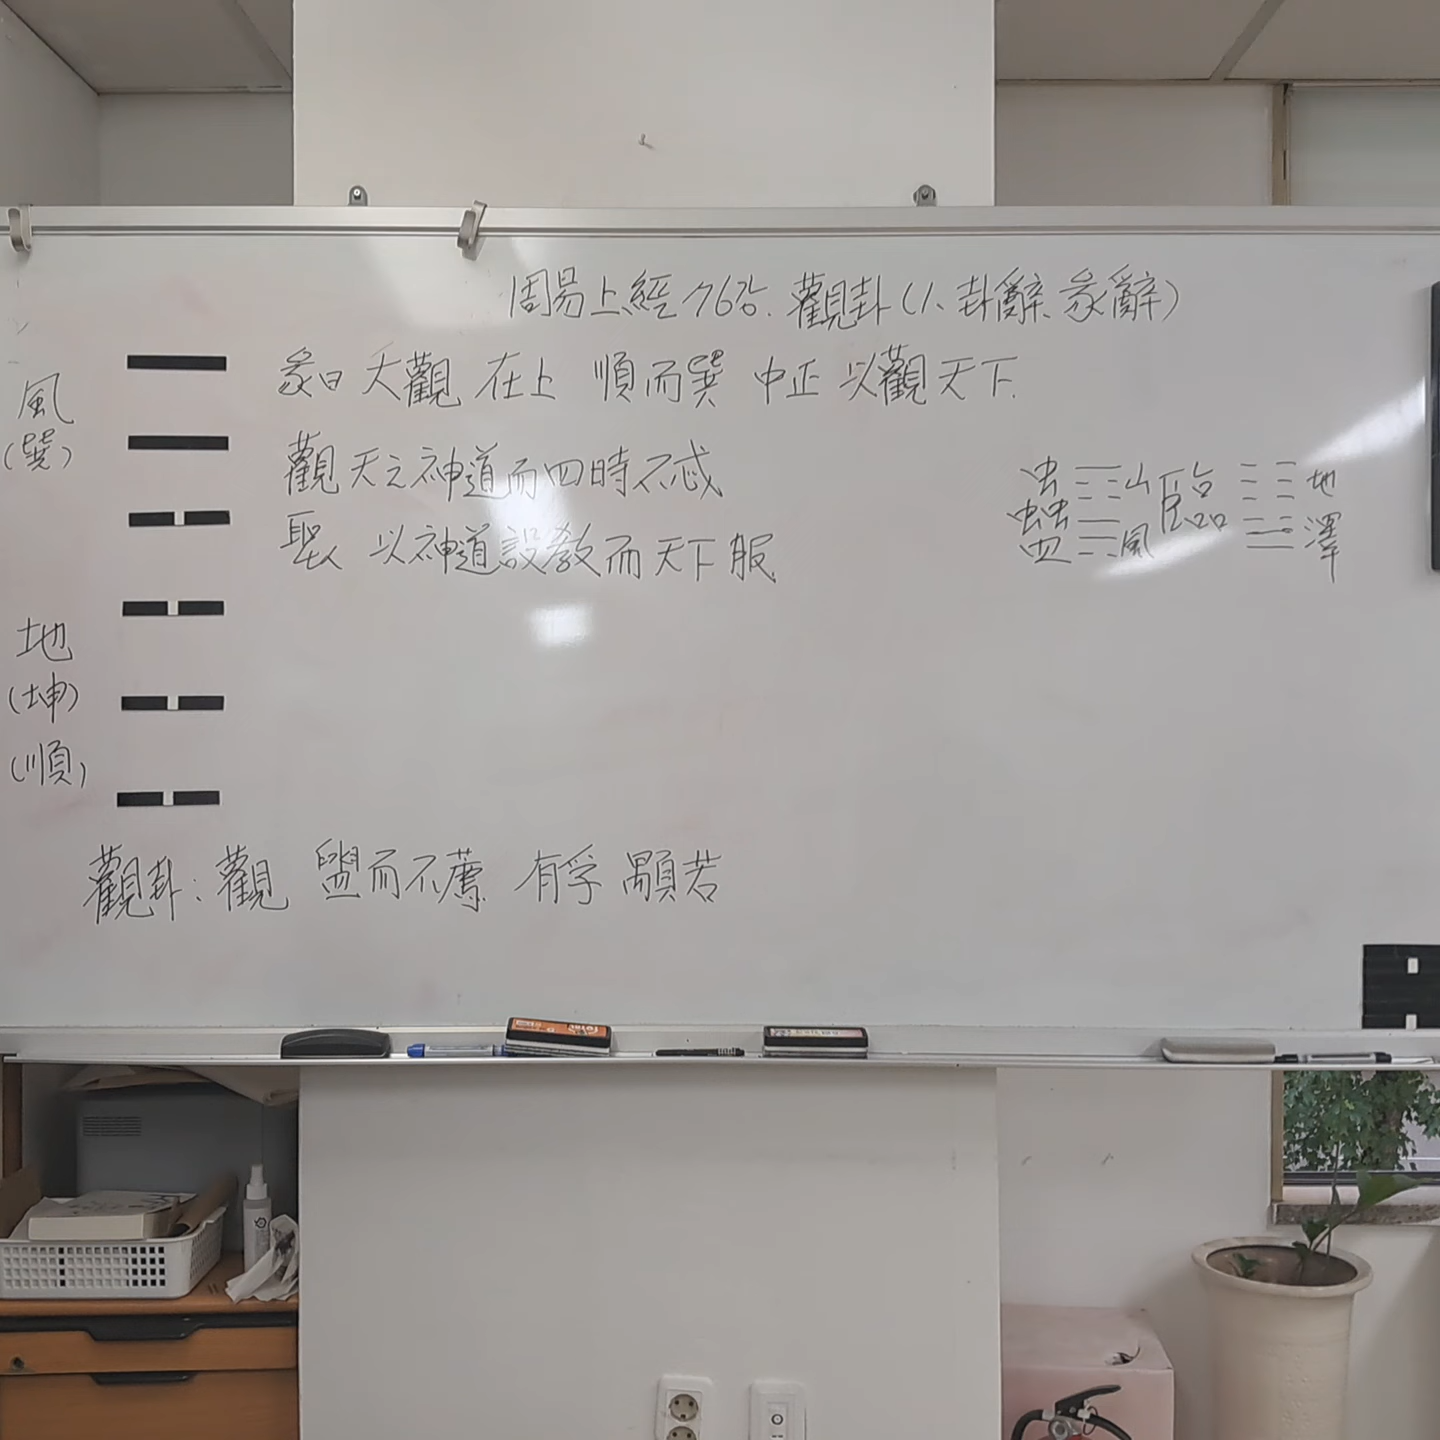 周易上經76강. 觀卦(1. 卦辭, 彖辭)
彖曰 大觀 在上 順而巽 中正 以觀天下.
觀天之神道而四時不忒
聖人 以神道設敎而天下服
風
(巽)
地
(坤)
(順)
蠱 山
風
臨 地
澤
觀卦: 觀 盥而不薦 有孚 顒若